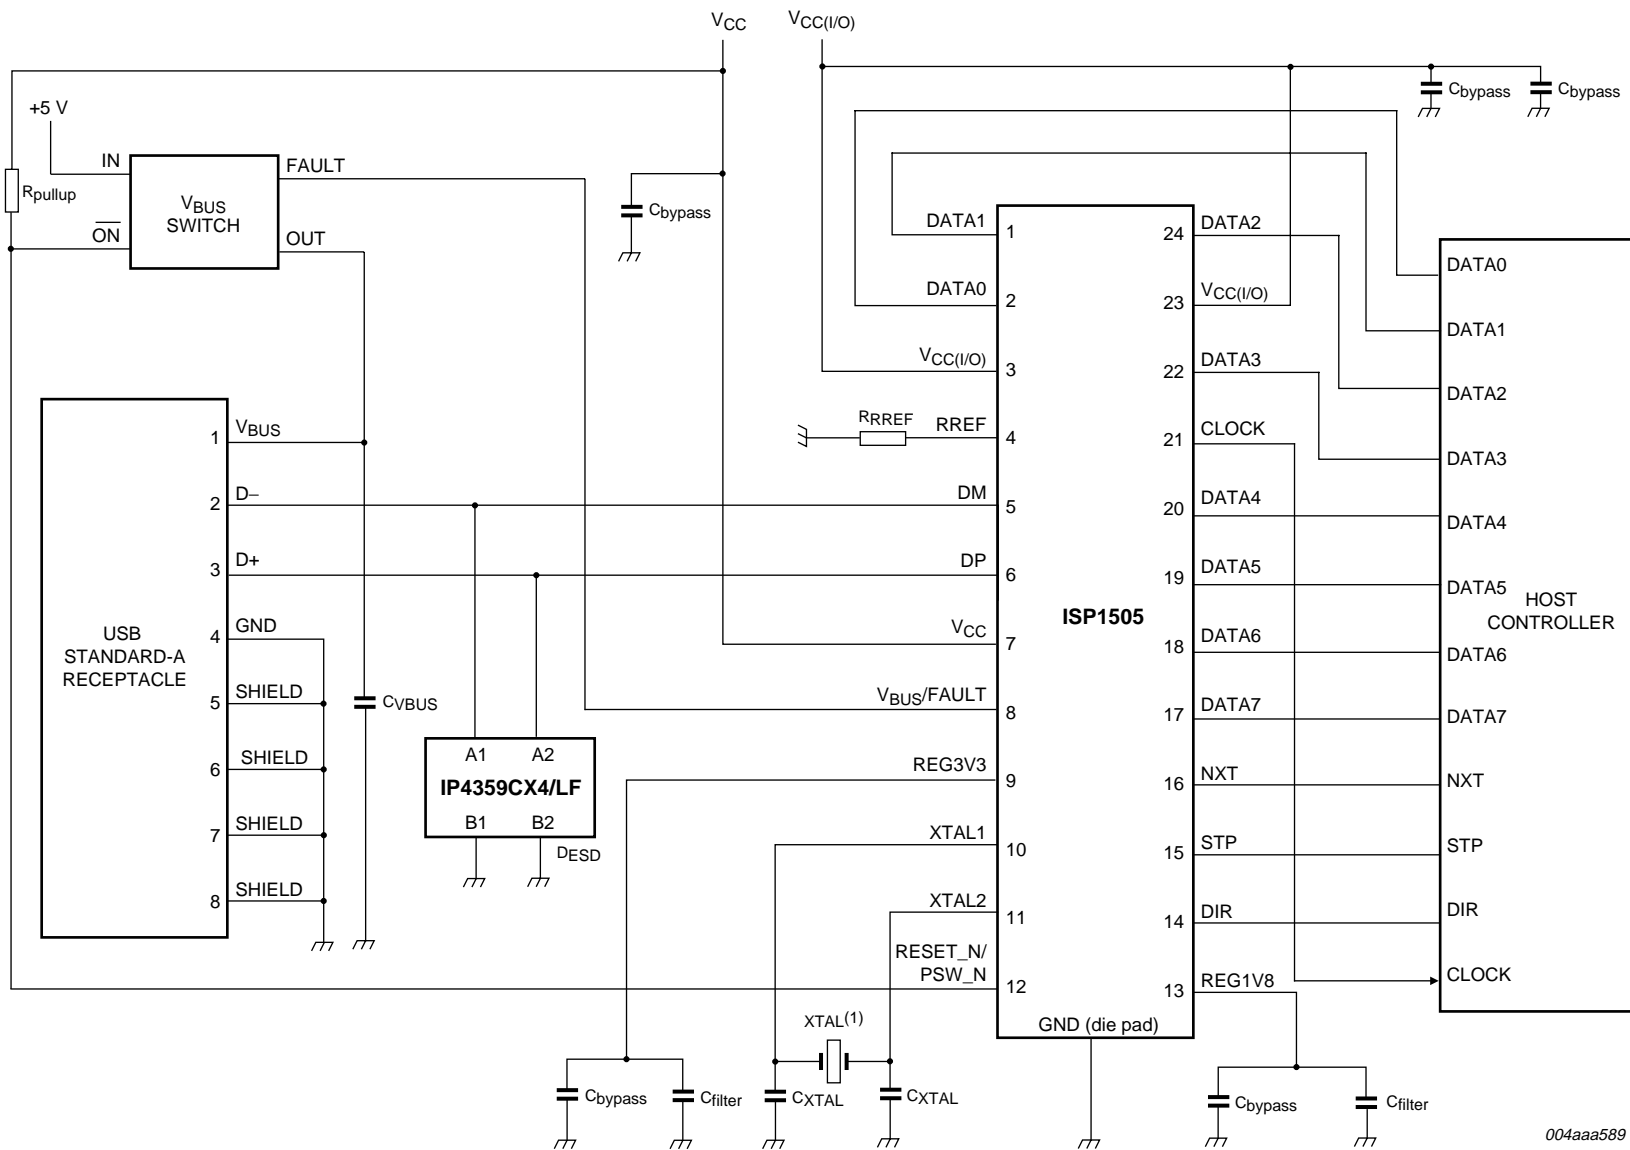 VCC
VCC(I/O)
+5 V
Cbypass
Cbypass
IN
FAULT
Rpullup
VBUS
SWITCH
ON
OUT
Cbypass
DATA1
1
24
DATA2
DATA0
DATA0
2
23
VCC(I/O)
DATA1
VCC(I/O)
3
22
DATA3
DATA2
RRREF
RREF
4
21
CLOCK
DATA3
1
VBUS
2
D–
DM
5
20
DATA4
DATA4
3
D+
DP
6
19
DATA5
DATA5
ISP1505
HOST
CONTROLLER
USB
STANDARD-A
RECEPTACLE
4
GND
VCC
7
18
DATA6
DATA6
5
SHIELD
CVBUS
VBUS/FAULT
8
17
DATA7
DATA7
6
SHIELD
A1
A2
IP4359CX4/LF
B1
B2
DESD
REG3V3
9
16
NXT
NXT
7
SHIELD
XTAL1
10
15
STP
STP
8
SHIELD
XTAL2
11
14
DIR
DIR
RESET_N/
PSW_N
12
13
REG1V8
CLOCK
GND (die pad)
XTAL(1)
Cbypass
Cfilter
CXTAL
CXTAL
Cbypass
Cfilter
004aaa589